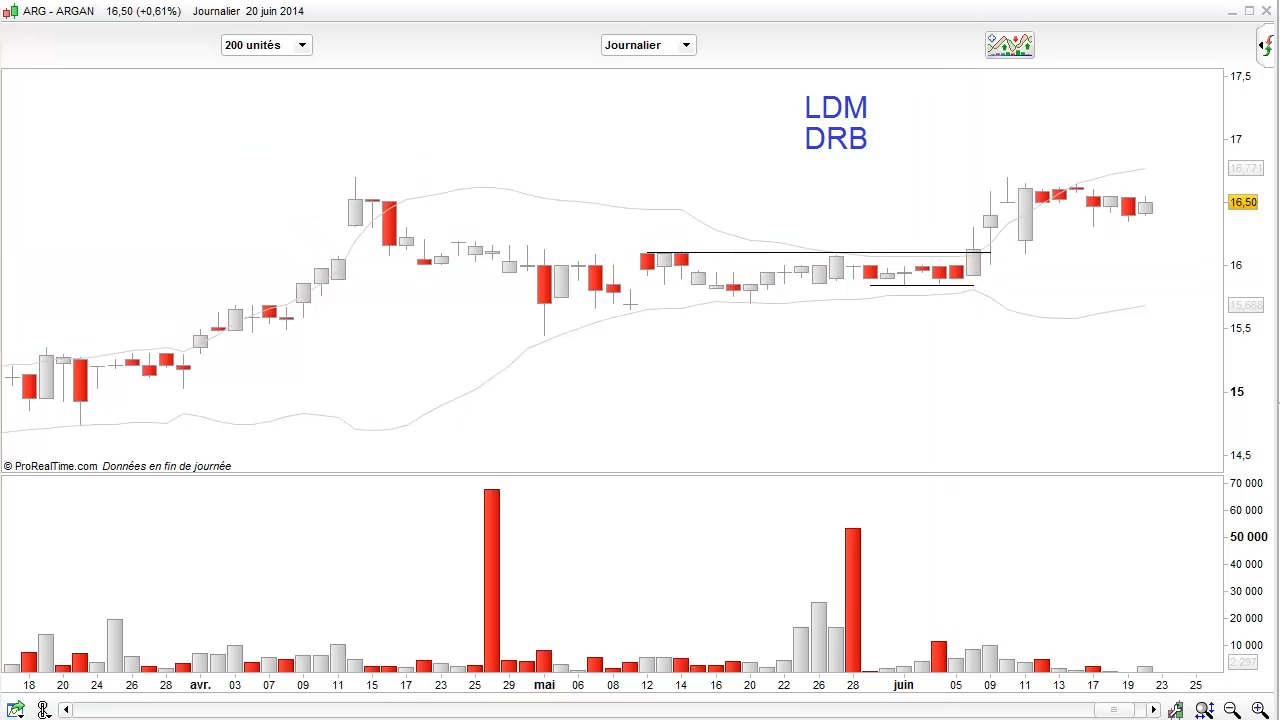 ARG - ARGAN 16,50 (+0,61%) Journalier 20 juin 2014
200 unités
Journalier
LDM
DRB
17,5
17
16,771
16,50
16
15,688
15,5
15
14,5
© ProRealTime.com Données en fin de journée
70 000
60 000
50 000
40 000
30 000
20 000
10 000
2 297
18 20 24 26 28 avr. 03 07 09 11 15 17 23 25 29 mai 06 08 12 14 16 20 22 26 28 juin 05 09 11 13 17 19 23 25